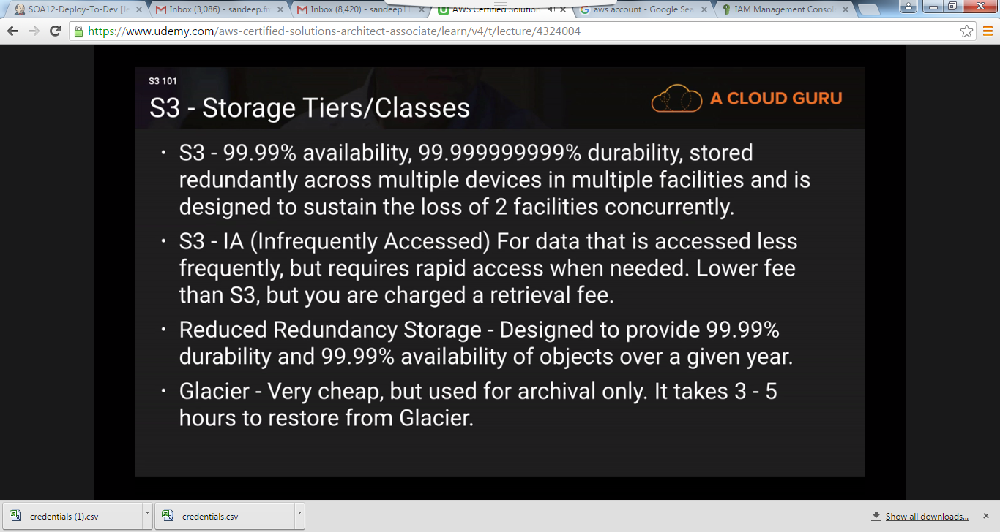 SOA12-Deploy-To-Dev [Je
Inbox (3,086) - sandeep.fr
Inbox (8,420) - sandeep11
AWS Certified Solution
aws account - Google Sea
IAM Management Consol
https://www.udemy.com/aws-certified-solutions-architect-associate/learn/v4/t/lecture/4324004
S3 101
S3 - Storage Tiers/Classes
A CLOUD GURU
• S3 - 99.99% availability, 99.999999999% durability, stored
redundantly across multiple devices in multiple facilities and is
designed to sustain the loss of 2 facilities concurrently.
• S3 - IA (Infrequently Accessed) For data that is accessed less
frequently, but requires rapid access when needed. Lower fee
than S3, but you are charged a retrieval fee.
• Reduced Redundancy Storage - Designed to provide 99.99%
durability and 99.99% availability of objects over a given year.
• Glacier - Very cheap, but used for archival only. It takes 3 - 5
hours to restore from Glacier.
credentials (1).csv
credentials.csv
Show all downloads...